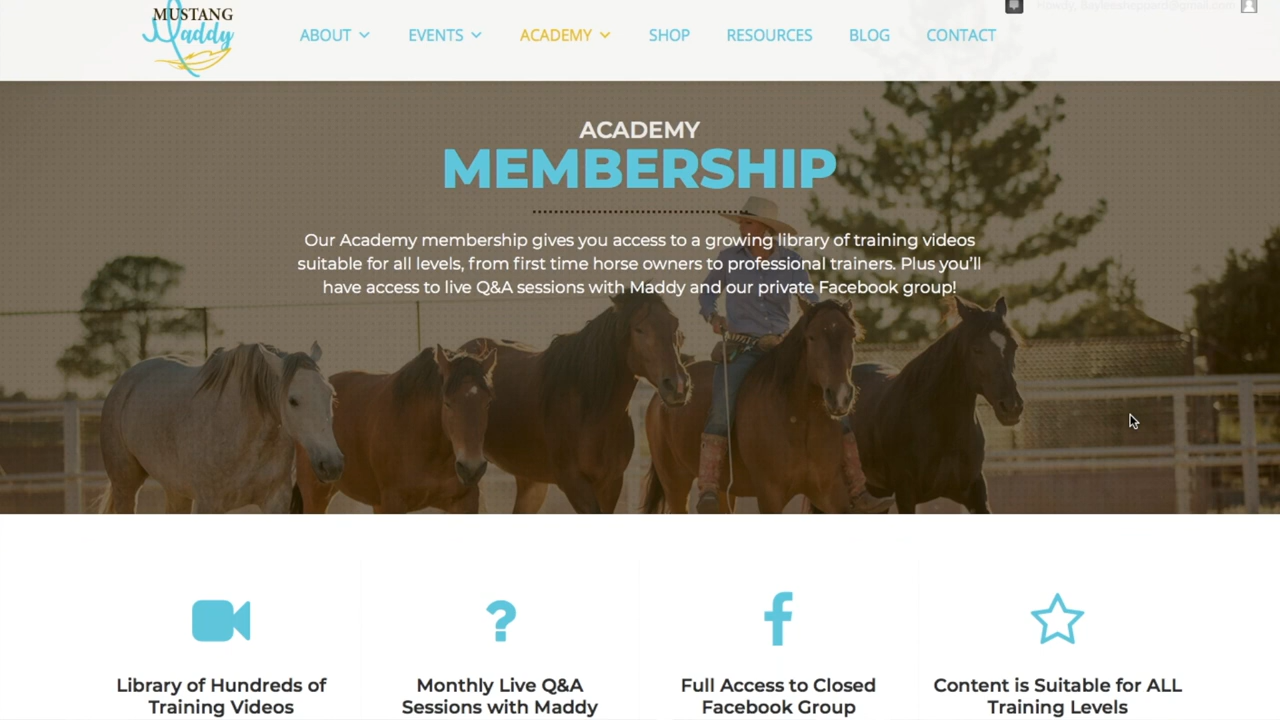 MUSTANG
Maddy
ABOUT
EVENTS
ACADEMY
SHOP
RESOURCES
BLOG
CONTACT
ACADEMY
MEMBERSHIP
Our Academy membership gives you access to a growing library of training videos
suitable for all levels, from first time horse owners to professional trainers. Plus you’ll
have access to live Q&A sessions with Maddy and our private Facebook group!
Library of Hundreds of
Training Videos
Monthly Live Q&A
Sessions with Maddy
Full Access to Closed
Facebook Group
Content is Suitable for ALL
Training Levels